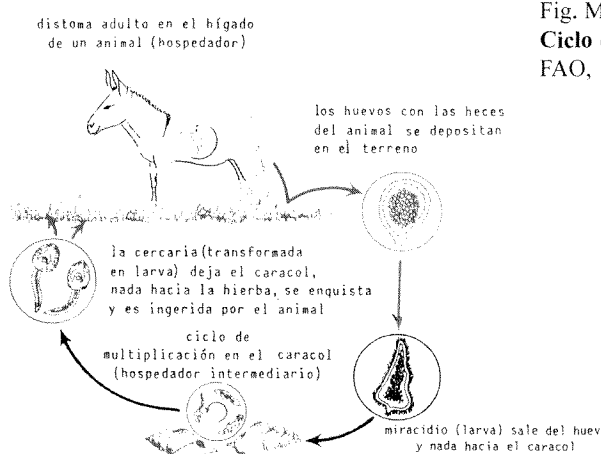 Fig. M
Ciclo
FAO,
distoma adulto en el hígado
de un animal (hospedador)
los huevos con las heces
del animal se depositan
en el terreno
la cercaria (transformada
en larva) deja el caracol,
nada hacia la hierba, se enquista
y es ingerida por el animal
ciclo de
multiplicación en el caracol
(hospedador intermediario)
miracidio (larva) sale del huev
y nada hacia el caracol